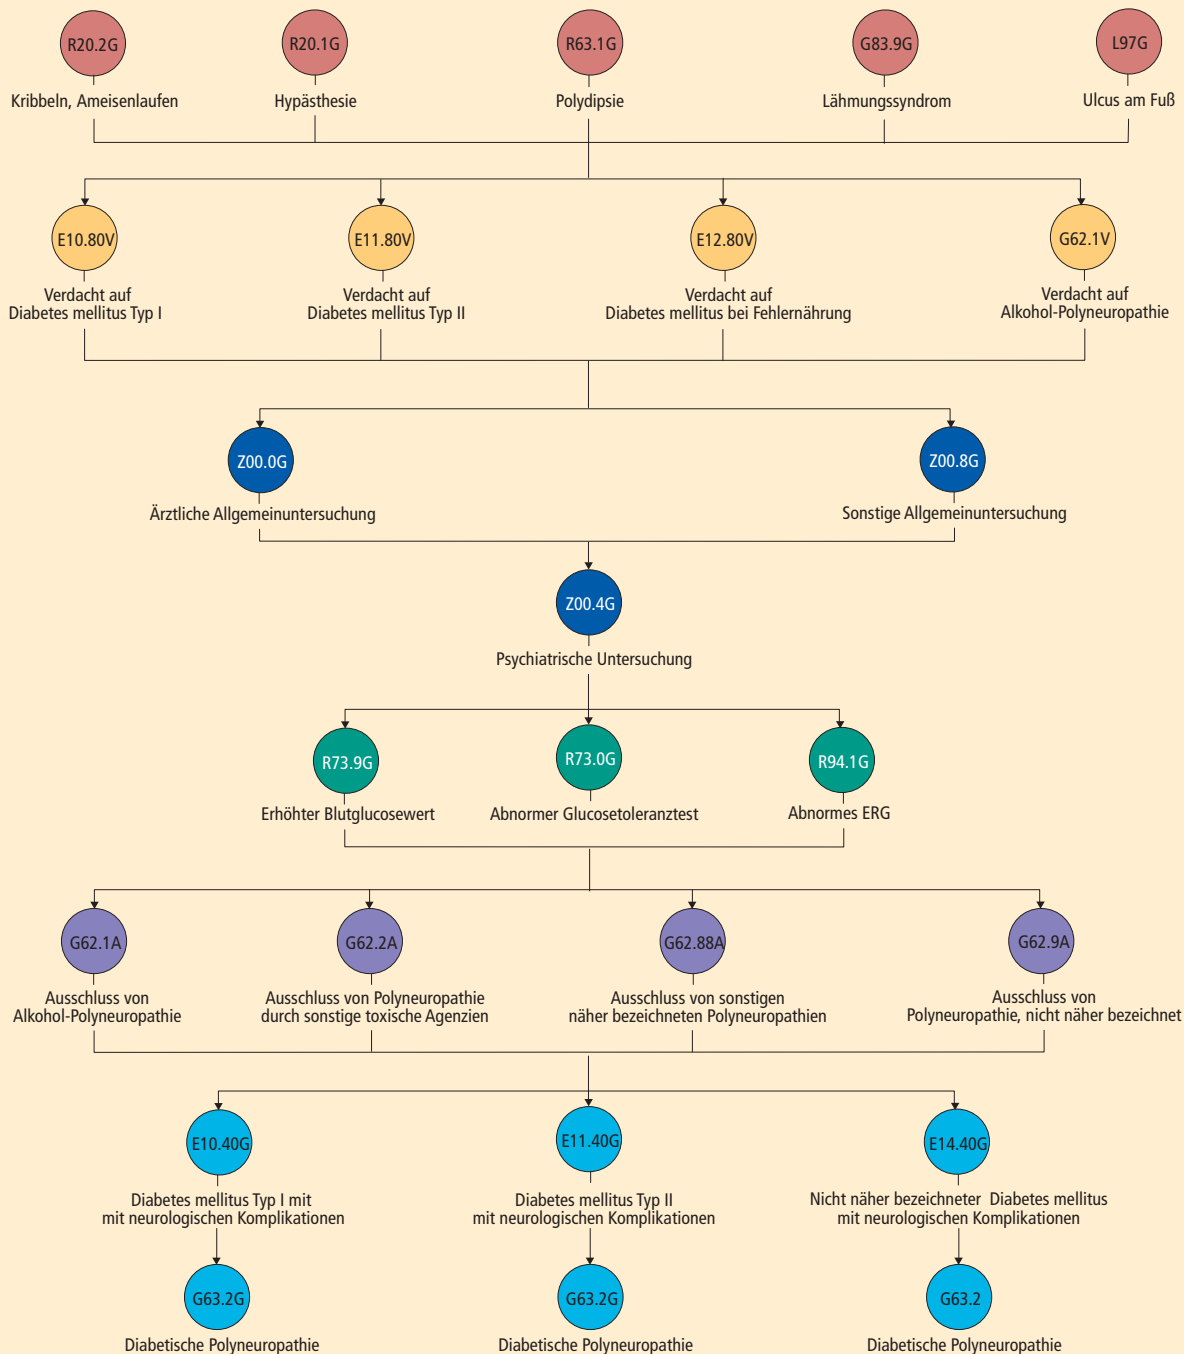 R20.2G
R20.1G
R63.1G
G83.9G
L97G
Kribbeln, Ameisenlaufen
Hypästhesie
Polydipsie
Lähmungssyndrom
Ulcus am Fuß
E10.80V
E11.80V
E12.80V
G62.1V
Verdacht auf
Diabetes mellitus Typ I
Verdacht auf
Diabetes mellitus Typ II
Verdacht auf
Diabetes mellitus bei Fehlernährung
Verdacht auf
Alkohol-Polyneuropathie
Z00.0G
Z00.8G
Ärztliche Allgemeinuntersuchung
Sonstige Allgemeinuntersuchung
Z00.4G
Psychiatrische Untersuchung
R73.9G
R73.0G
R94.1G
Erhöhter Blutglucosewert
Abnormer Glucosetoleranztest
Abnormes ERG
G62.1A
G62.2A
G62.88A
G62.9A
Ausschluss von
Alkohol-Polyneuropathie
Ausschluss von Polyneuropathie
durch sonstige toxische Agenzien
Ausschluss von sonstigen
näher bezeichneten Polyneuropathien
Ausschluss von
Polyneuropathie, nicht näher bezeichnet
E10.40G
E11.40G
E14.40G
Diabetes mellitus Typ I mit
mit neurologischen Komplikationen
Diabetes mellitus Typ II
mit neurologischen Komplikationen
Nicht näher bezeichneter Diabetes mellitus
mit neurologischen Komplikationen
G63.2G
G63.2G
G63.2
Diabetische Polyneuropathie
Diabetische Polyneuropathie
Diabetische Polyneuropathie